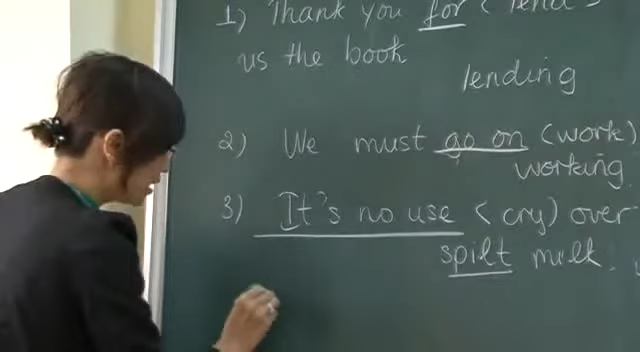 1) Thank you for (lend)
us the book
lending
2) We must go on (work)
working
3) It's no use (cry) over
spilt milk.